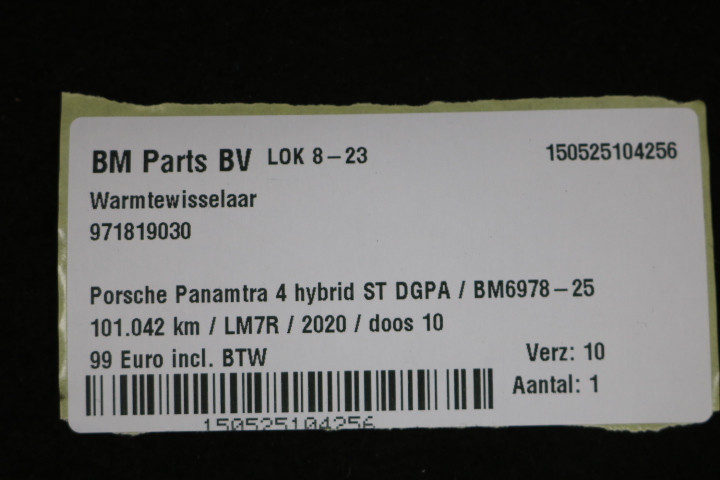 BM Parts BV LOK 8-23 150525104256
Warmtewisselaar
971819030
Porsche Panamtra 4 hybrid ST DGPA / BM6978-25
101.042 km / LM7R / 2020 / doos 10
99 Euro incl. BTW Verz: 10
Aantal: 1
150525104256